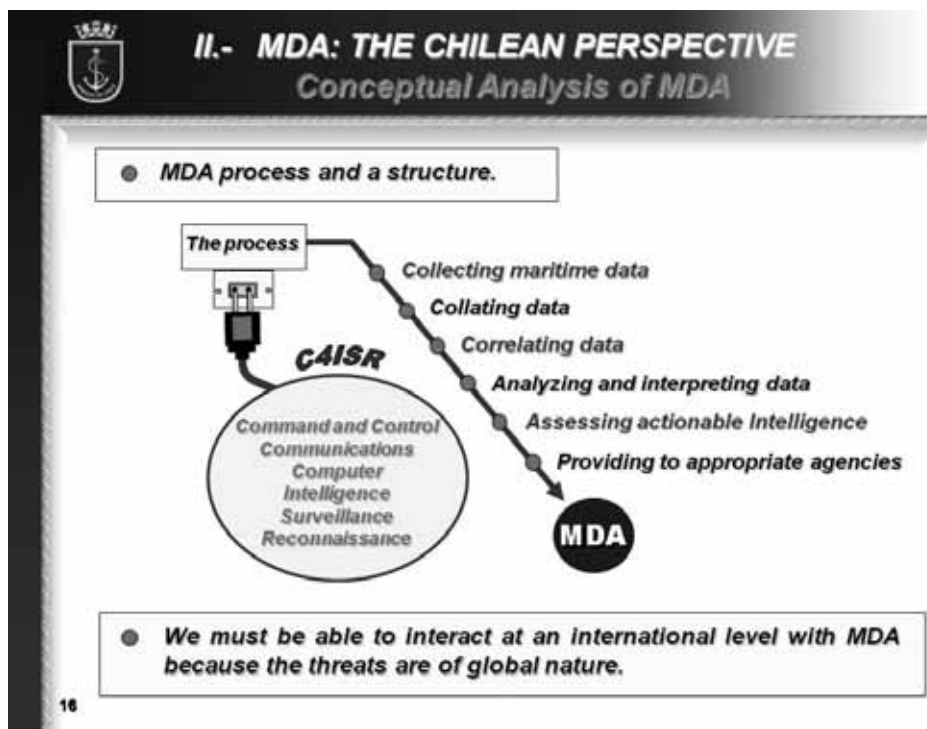 II.- MDA: THE CHILEAN PERSPECTIVE
Conceptual Analysis of MDA
MDA process and a structure.
The process
Collecting maritime data
Collating data
Correlating data
Analyzing and interpreting data
Assessing actionable Intelligence
Providing to appropriate agencies
MDA
C4ISR
Command and Control
Communications
Computer
Intelligence
Surveillance
Reconnaissance
We must be able to interact at an international level with MDA
because the threats are of global nature.
16